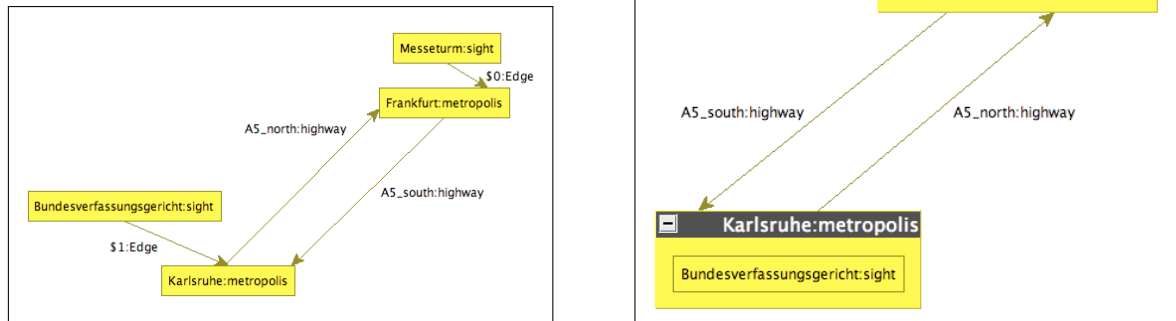 Messeturm:sight
$0:Edge
Frankfurt:metropolis
A5_north:highway
A5_south:highway
Bundesverfassungsgericht:sight
$1:Edge
Karlsruhe:metropolis
A5_south:highway
A5_north:highway
Karlsruhe:metropolis
Bundesverfassungsgericht:sight